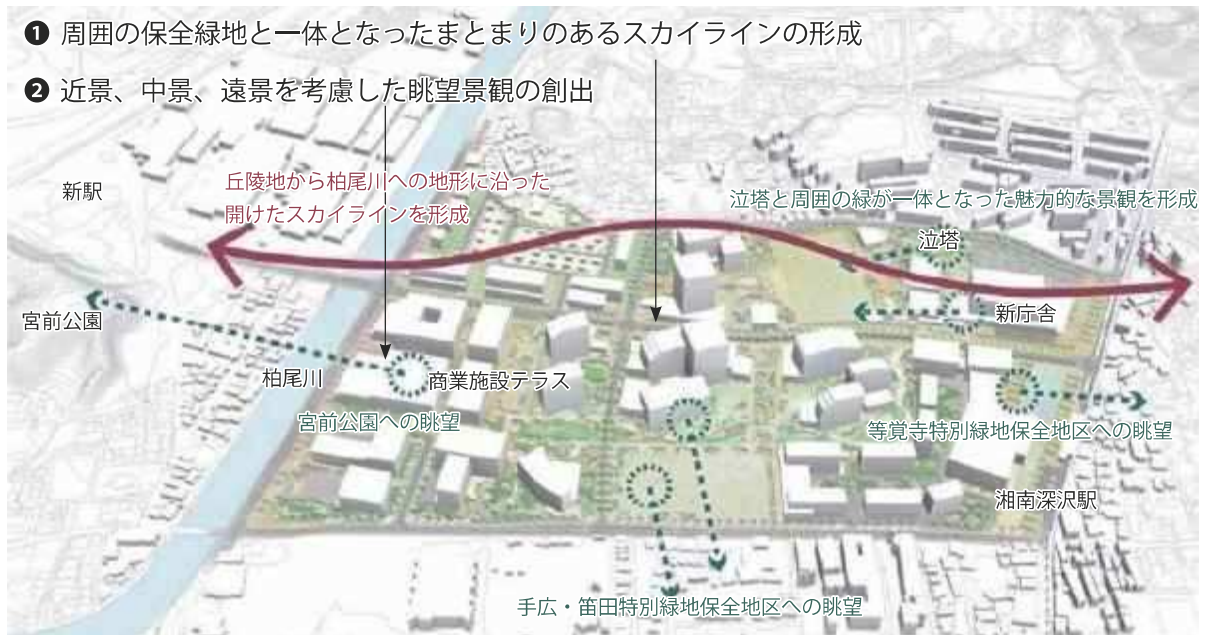 ❶ 周囲の保全緑地と一体となったまとまりのあるスカイラインの形成
❷ 近景、中景、遠景を考慮した眺望景観の創出
新駅
丘陵地から柏尾川への地形に沿った
開けたスカイラインを形成
泣塔と周囲の緑が一体となった魅力的な景観を形成
泣塔
新庁舎
宮前公園
柏尾川
商業施設テラス
宮前公園への眺望
等覚寺特別緑地保全地区への眺望
湘南深沢駅
手広・笛田特別緑地保全地区への眺望